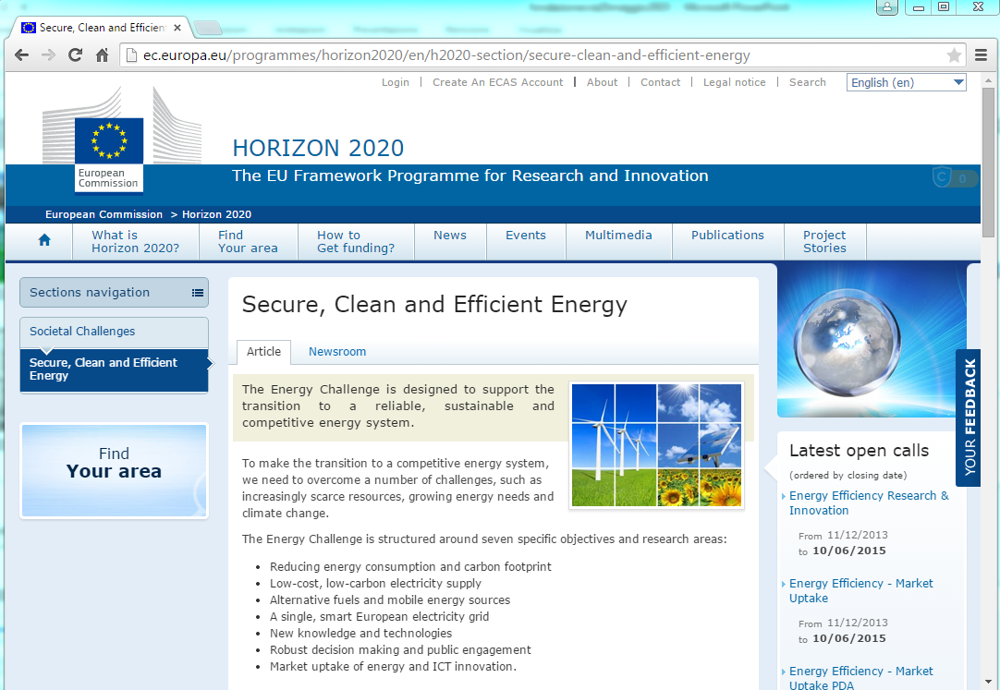 Secure, Clean and Efficien
ec.europa.eu/programmes/horizon2020/en/h2020-section/secure-clean-and-efficient-energy
Login | Create An ECAS Account | About | Contact | Legal notice | Search
English (en)
European
Commission
HORIZON 2020
The EU Framework Programme for Research and Innovation
C 0
European Commission > Horizon 2020
What is
Horizon 2020?
Find
Your area
How to
Get funding?
News
Events
Multimedia
Publications
Project
Stories
Sections navigation
Societal Challenges
Secure, Clean and Efficient
Energy
Find
Your area
Secure, Clean and Efficient Energy
Article
Newsroom
The Energy Challenge is designed to support the
transition to a reliable, sustainable and
competitive energy system.
To make the transition to a competitive energy system,
we need to overcome a number of challenges, such as
increasingly scarce resources, growing energy needs and
climate change.
The Energy Challenge is structured around seven specific objectives and research areas:
• Reducing energy consumption and carbon footprint
• Low-cost, low-carbon electricity supply
• Alternative fuels and mobile energy sources
• A single, smart European electricity grid
• New knowledge and technologies
• Robust decision making and public engagement
• Market uptake of energy and ICT innovation.
YOUR FEEDBACK
Latest open calls
(ordered by closing date)
Energy Efficiency Research &
Innovation
From 11/12/2013
to 10/06/2015
Energy Efficiency - Market
Uptake
From 11/12/2013
to 10/06/2015
Energy Efficiency - Market
Uptake PDA